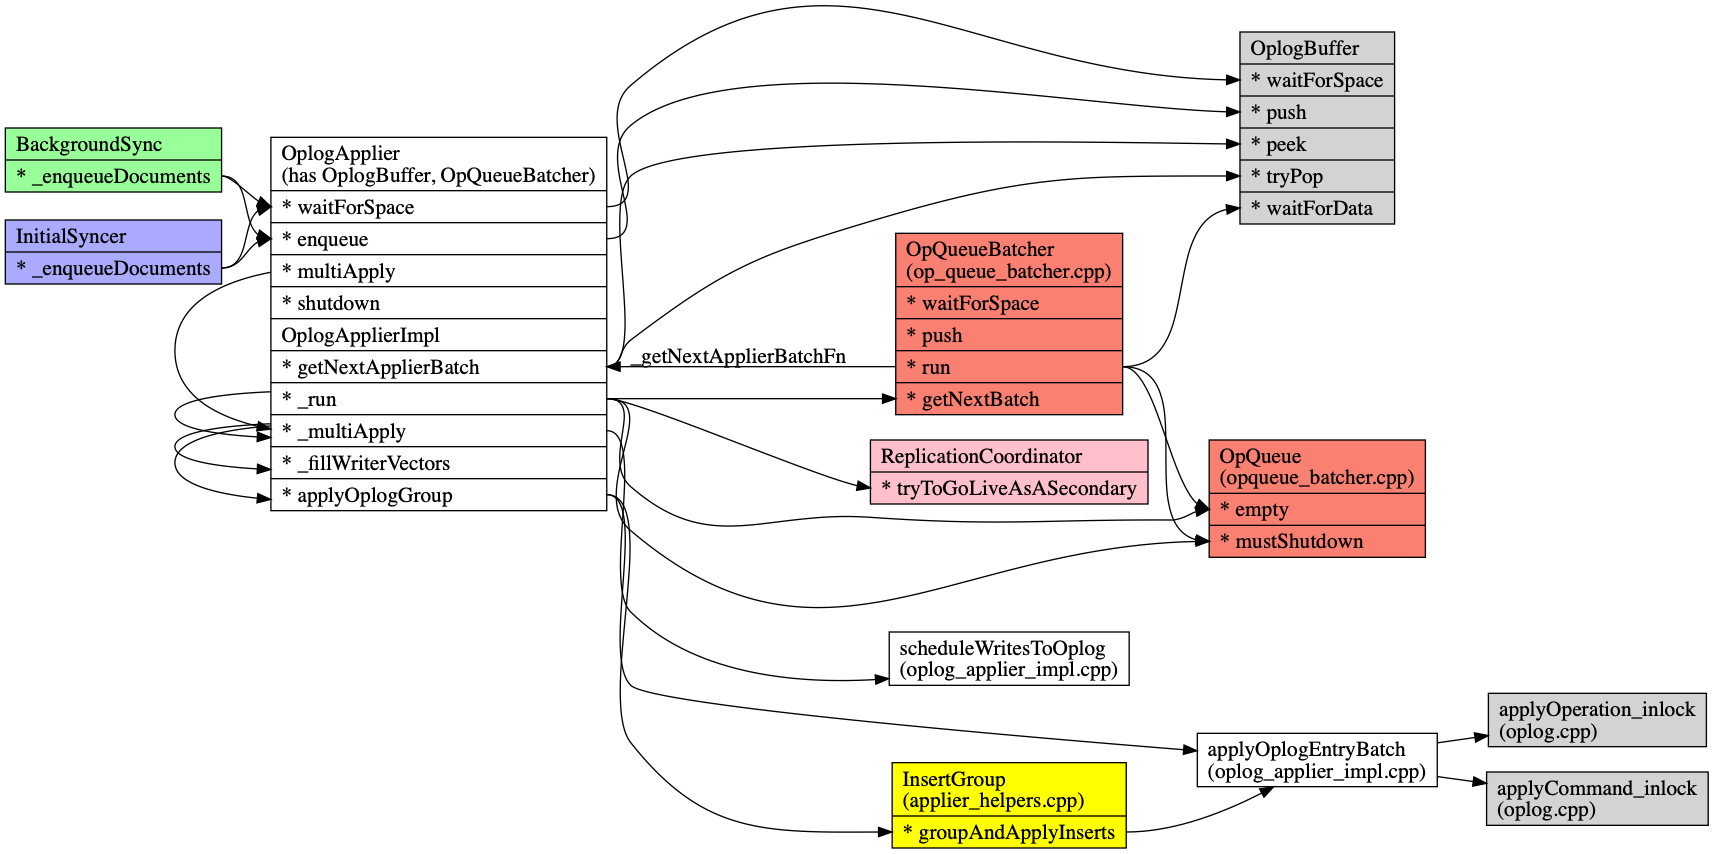 BackgroundSync
* _enqueueDocuments
InitialSyncer
* _enqueueDocuments
OplogApplier
(has OplogBuffer, OpQueueBatcher)
* waitForSpace
* enqueue
* multiApply
* shutdown
OplogApplierImpl
* getNextApplierBatch
* _run
* _multiApply
* _fillWriterVectors
* applyOplogGroup
_getNextApplierBatchFn
OplogBuffer
* waitForSpace
* push
* peek
* tryPop
* waitForData
OpQueueBatcher
(op_queue_batcher.cpp)
* waitForSpace
* push
* run
* getNextBatch
ReplicationCoordinator
* tryToGoLiveAsASecondary
OpQueue
(opqueue_batcher.cpp)
* empty
* mustShutdown
scheduleWritesToOplog
(oplog_applier_impl.cpp)
InsertGroup
(applier_helpers.cpp)
* groupAndApplyInserts
applyOplogEntryBatch
(oplog_applier_impl.cpp)
applyOperation_inlock
(oplog.cpp)
applyCommand_inlock
(oplog.cpp)